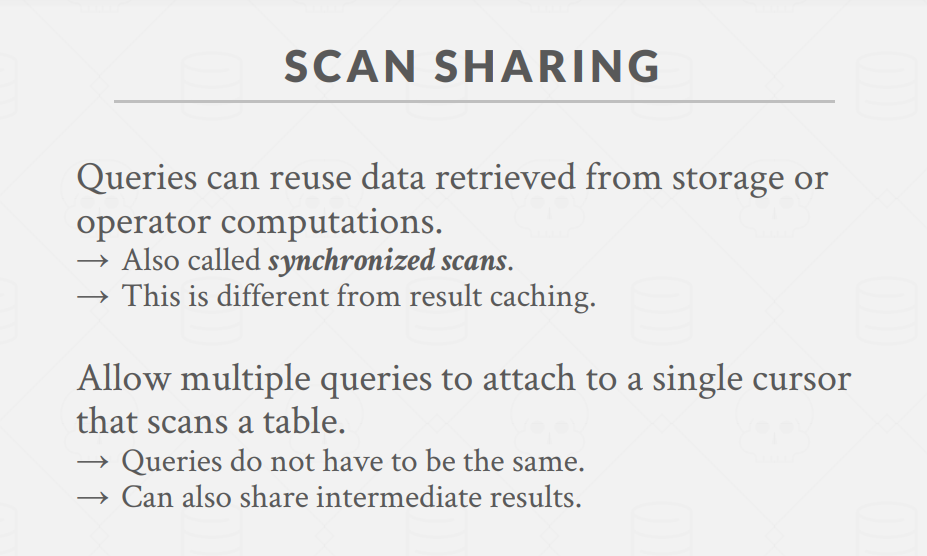 SCAN SHARING
Queries can reuse data retrieved from storage or
operator computations.
→ Also called synchronized scans.
→ This is different from result caching.
Allow multiple queries to attach to a single cursor
that scans a table.
→ Queries do not have to be the same.
→ Can also share intermediate results.